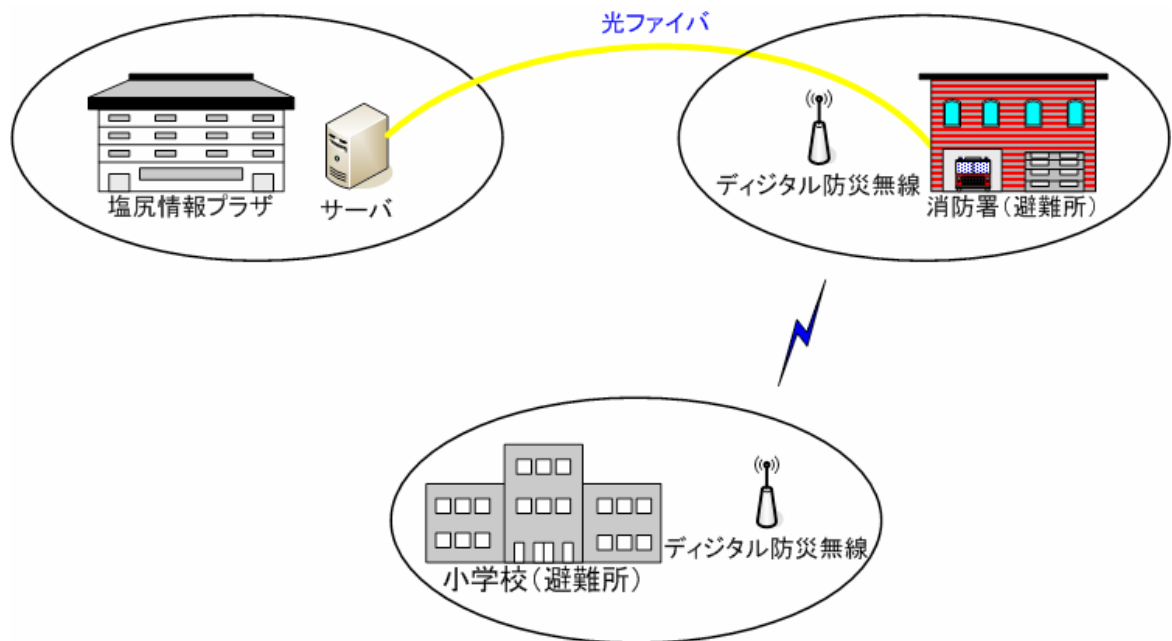 光ファイバ
塩尻情報プラザ
サーバ
ディジタル防災無線
消防署（避難所）
小学校（避難所）
ディジタル防災無線